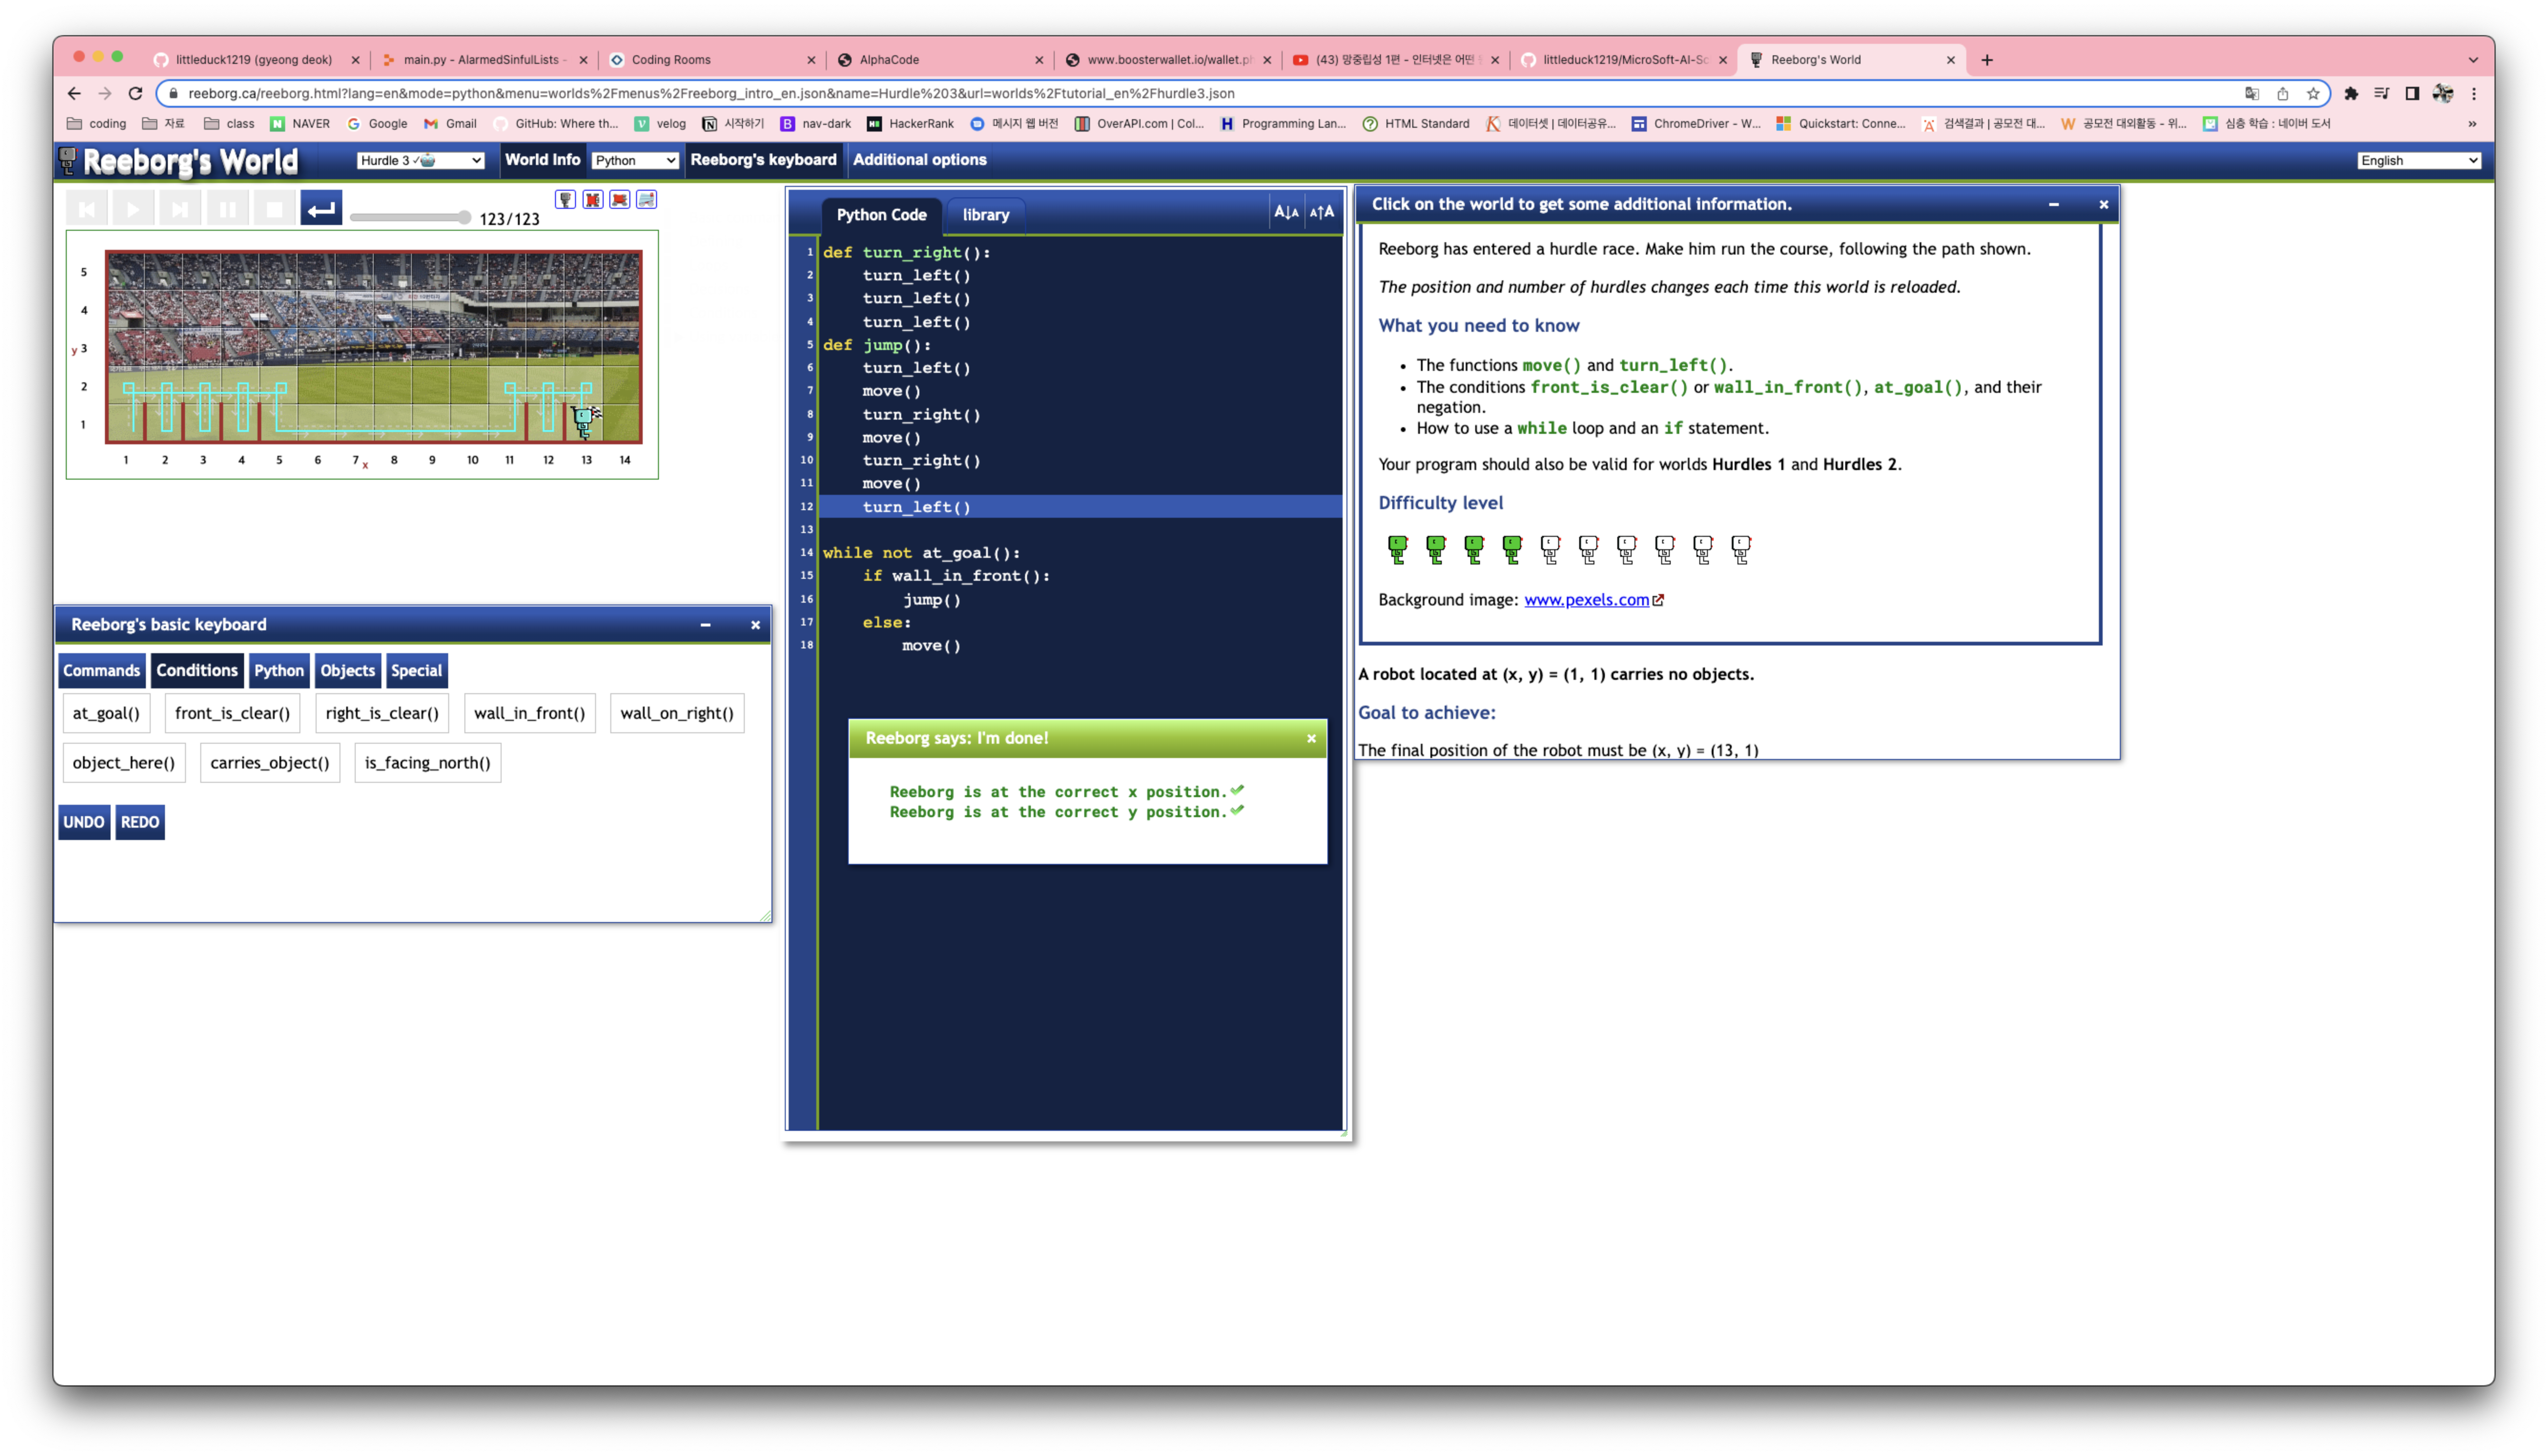 littleduck1219 (gyeong deok)
main.py - AlarmedSinfulLists -
Coding Rooms
AlphaCode
www.boosterwallet.io/wallet.p
(43) 망중립성 1편 - 인터넷은 어떤
littleduck1219/MicroSoft-AI-Sc
Reeborg's World
reeborg.ca/reeborg.html?lang=en&mode=python&menu=worlds%2Fmenus%2Freeborg_intro_en.json&name=Hurdle%203&url=worlds%2Ftutorial_en%2Fhurdle3.json
coding 자료 class NAVER Google Gmail GitHub: Where th... velog 시작하기 nav-dark HackerRank 메시지 웹 버전 OverAPI.com | Col... Programming Lan... HTML Standard 데이터셋 | 데이터공유... ChromeDriver - W... Quickstart: Conne... 검색결과 | 공모전 대... 공모전 대외활동 - 위... 심층 학습 : 네이버 도서 »
Reeborg's World
Hurdle 3 ✓
World Info
Python
Reeborg's keyboard
Additional options
English
123/123
5
4
y 3
2
1
1 2 3 4 5 6 7 x 8 9 10 11 12 13 14
Reeborg's basic keyboard
Commands Conditions Python Objects Special
at_goal() front_is_clear() right_is_clear() wall_in_front() wall_on_right()
object_here() carries_object() is_facing_north()
UNDO REDO
Python Code library
A↓A A↑A
1 def turn_right():
2 turn_left()
3 turn_left()
4 turn_left()
5 def jump():
6 turn_left()
7 move()
8 turn_right()
9 move()
10 turn_right()
11 move()
12 turn_left()
13
14 while not at_goal():
15 if wall_in_front():
16 jump()
17 else:
18 move()
Reeborg says: I'm done!
Reeborg is at the correct x position.
Reeborg is at the correct y position.
Click on the world to get some additional information.
Reeborg has entered a hurdle race. Make him run the course, following the path shown.
The position and number of hurdles changes each time this world is reloaded.
What you need to know
• The functions move() and turn_left().
• The conditions front_is_clear() or wall_in_front(), at_goal(), and their
negation.
• How to use a while loop and an if statement.
Your program should also be valid for worlds Hurdles 1 and Hurdles 2.
Difficulty level
Background image: www.pexels.com
A robot located at (x, y) = (1, 1) carries no objects.
Goal to achieve:
The final position of the robot must be (x, y) = (13, 1)